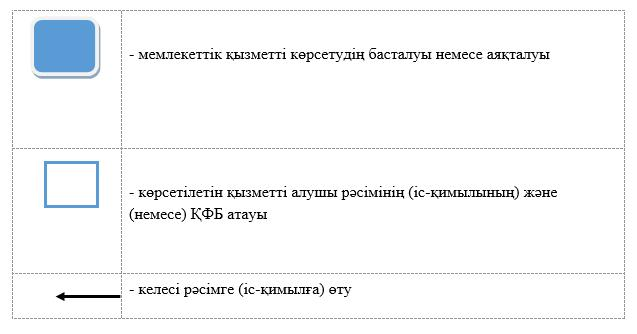 - мемлекеттік қызметті көрсетудің басталуы немесе аяқталуы
- көрсетілетін қызметті алушы рәсімінің (іс-қимылының) және
(немесе) ҚФБ атауы
- келесі рәсімге (іс-қимылға) өту